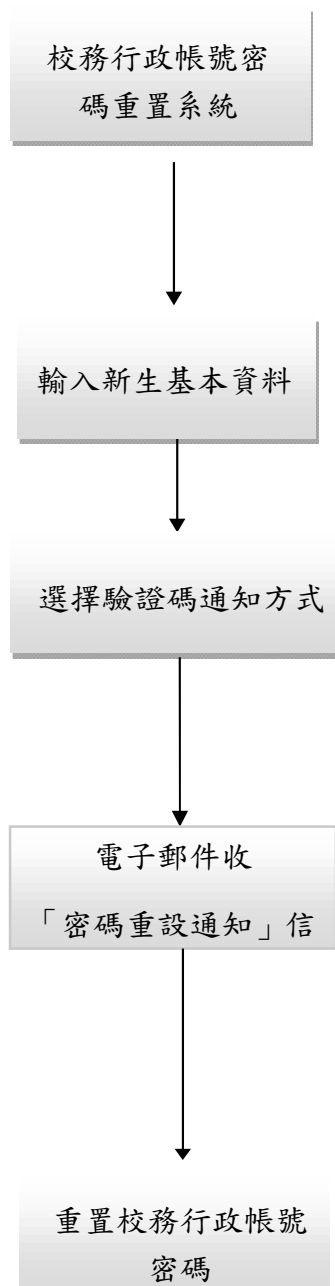 校務行政帳號密
碼重置系統
輸入新生基本資料
選擇驗證碼通知方式
電子郵件收
「密碼重設通知」信
重置校務行政帳號
密碼